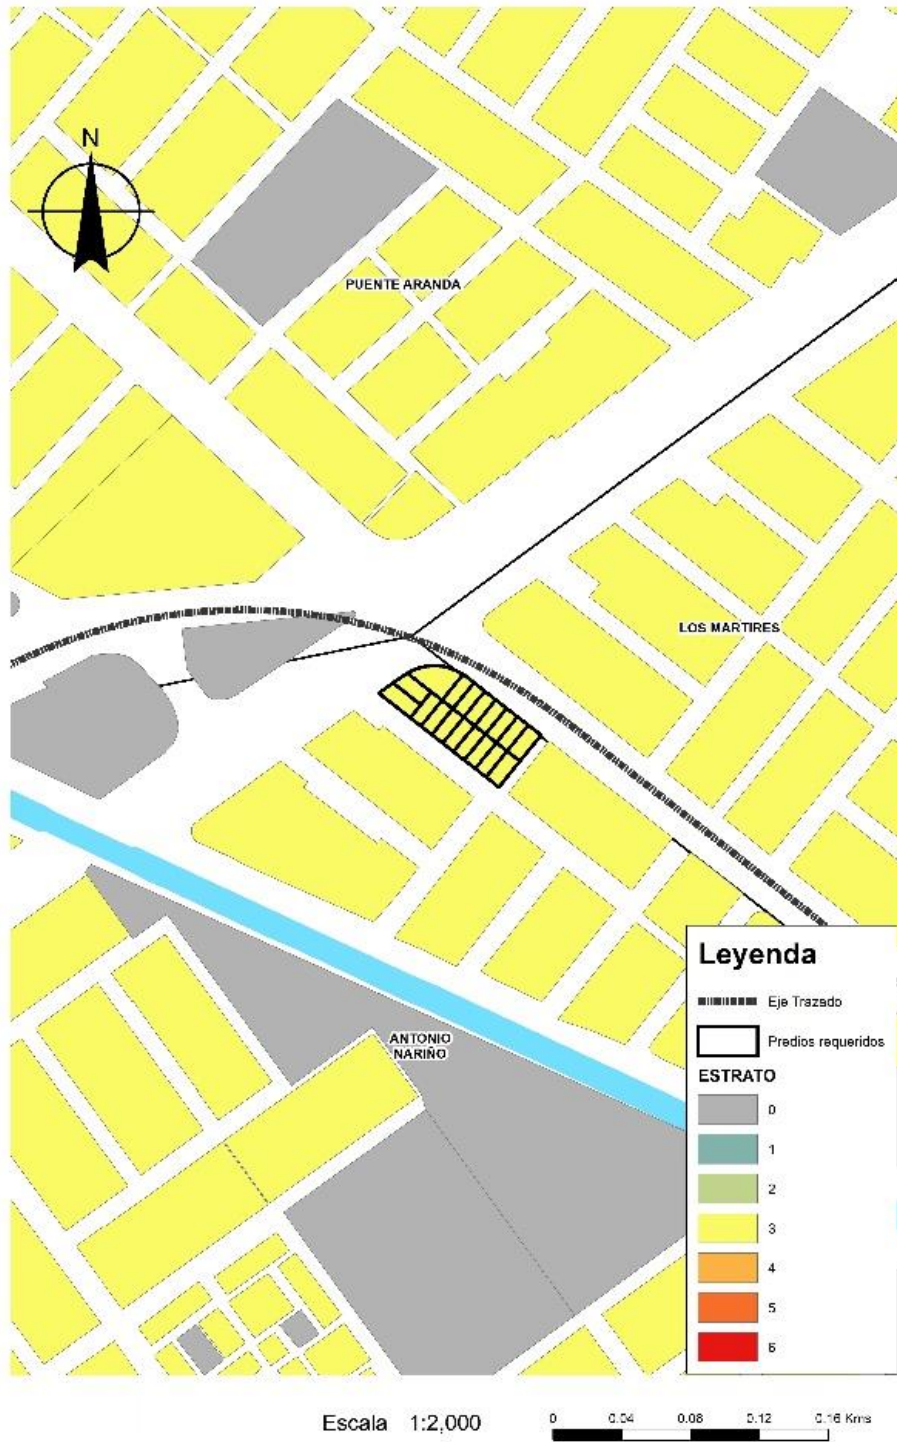 N
PUENTE ARANDA
LOS MARTIRES
ANTONIO
NARIÑO
Leyenda
Eje Trazado
Predios requeridos
ESTRATO
0
1
2
3
4
5
6
Escala 1:2,000
0 0.04 0.08 0.12 0.16 Kms